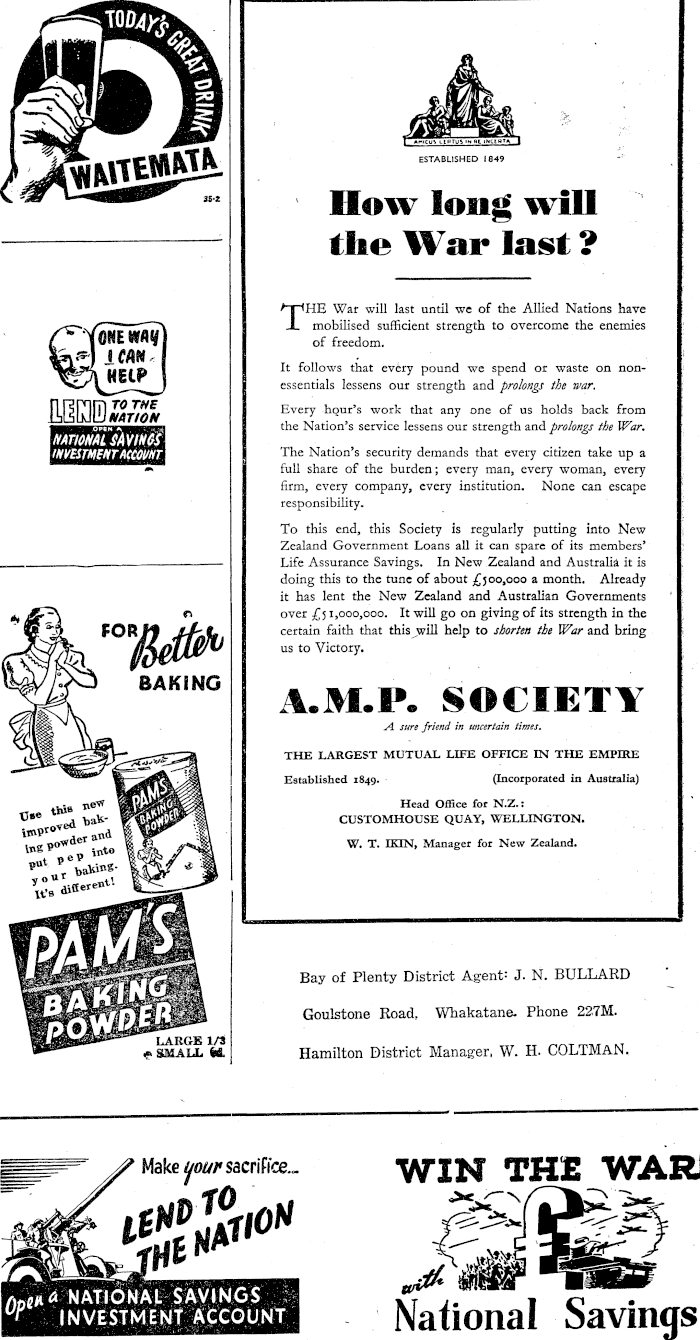 TODAY'S GREAT DRINK
WAITEMATA
35-2
ONE WAY
I CAN
HELP
LEND TO THE
NATION
OPEN A
NATIONAL SAVINGS
INVESTMENT ACCOUNT
FOR Better
BAKING
PAM'S
BAKING
POWDER
Use this new
improved bak-
ing powder and
put pep into
your baking.
It's different!
PAM'S
BAKING
POWDER
LARGE 1/3
SMALL 6d.
AMICUS CERTUS IN RE INCERTA
ESTABLISHED 1849
How long will
the War last?
THE War will last until we of the Allied Nations have
mobilised sufficient strength to overcome the enemies
of freedom.
It follows that every pound we spend or waste on non-
essentials lessens our strength and prolongs the war.
Every hour's work that any one of us holds back from
the Nation's service lessens our strength and prolongs the War.
The Nation's security demands that every citizen take up a
full share of the burden; every man, every woman, every
firm, every company, every institution. None can escape
responsibility.
To this end, this Society is regularly putting into New
Zealand Government Loans all it can spare of its members'
Life Assurance Savings. In New Zealand and Australia it is
doing this to the tune of about £500,000 a month. Already
it has lent the New Zealand and Australian Governments
over £51,000,000. It will go on giving of its strength in the
certain faith that this will help to shorten the War and bring
us to Victory.
A.M.P. SOCIETY
A sure friend in uncertain times.
THE LARGEST MUTUAL LIFE OFFICE IN THE EMPIRE
Established 1849. (Incorporated in Australia)
Head Office for N.Z.:
CUSTOMHOUSE QUAY, WELLINGTON.
W. T. IKIN, Manager for New Zealand.
Bay of Plenty District Agent: J. N. BULLARD
Goulstone Road, Whakatane. Phone 227M.
Hamilton District Manager, W. H. COLTMAN.
Make your sacrifice...
LEND TO
THE NATION
Open a NATIONAL SAVINGS
INVESTMENT ACCOUNT
WIN THE WAR
£
with
National Savings